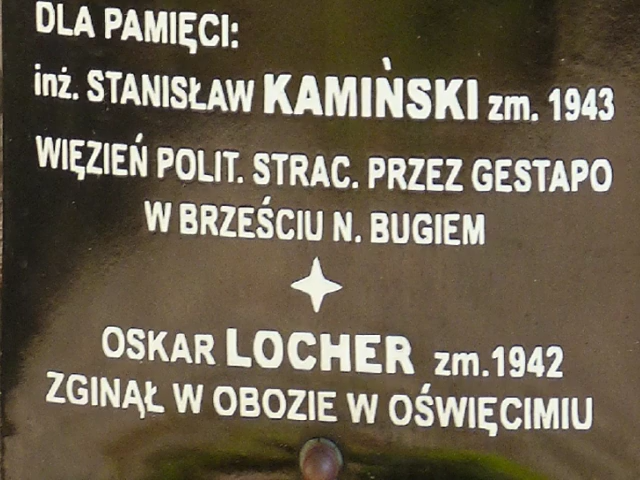 DLA PAMIĘCI:
inż. STANISŁAW KAMIŃSKI zm. 1943
WIĘZIEŃ POLIT. STRAC. PRZEZ GESTAPO
W BRZEŚCIU N. BUGIEM
OSKAR LOCHER zm.1942
ZGINĄŁ W OBOZIE W OŚWIĘCIMIU